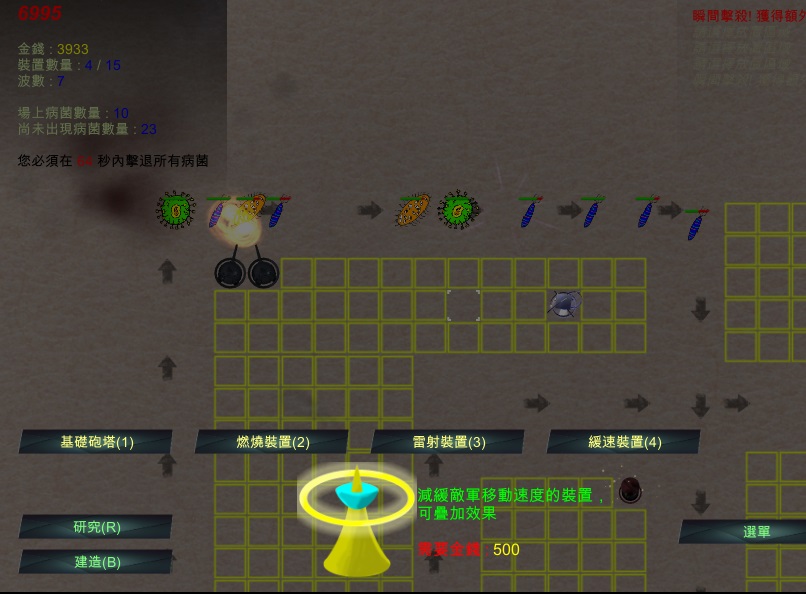 6995
瞬間擊殺! 獲得額外
金錢 : 3933
裝置數量 : 4 / 15
波數 : 7
場上病菌數量 : 10
尚未出現病菌數量 : 23
您必須在 秒內擊退所有病菌
基礎砲塔(1)
燃燒裝置(2)
雷射裝置(3)
緩速裝置(4)
減緩敵軍移動速度的裝置，
可疊加效果
需要金錢 500
研究(R)
選單
建造(B)